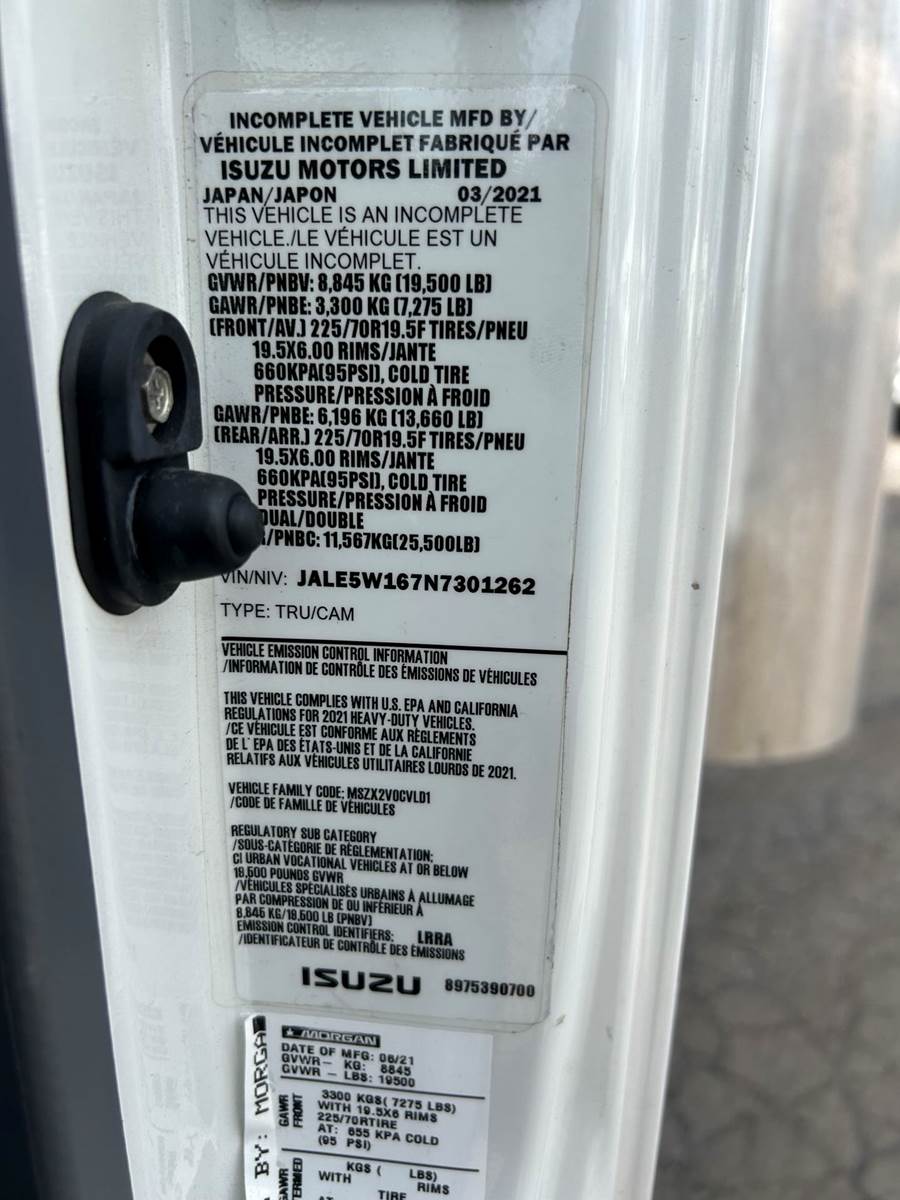 INCOMPLETE VEHICLE MFD BY/
VÉHICULE INCOMPLET FABRIQUÉ PAR
ISUZU MOTORS LIMITED
JAPAN/JAPON 03/2021
THIS VEHICLE IS AN INCOMPLETE
VEHICLE./LE VÉHICULE EST UN
VÉHICULE INCOMPLET.
GVWR/PNBV: 8,845 KG (19,500 LB)
GAWR/PNBE: 3,300 KG (7,275 LB)
(FRONT/AV.) 225/70R19.5F TIRES/PNEU
19.5X6.00 RIMS/JANTE
660KPA(95PSI), COLD TIRE
PRESSURE/PRESSION À FROID
GAWR/PNBE: 6,196 KG (13,660 LB)
(REAR/ARR.) 225/70R19.5F TIRES/PNEU
19.5X6.00 RIMS/JANTE
660KPA(95PSI), COLD TIRE
PRESSURE/PRESSION À FROID
DUAL/DOUBLE
/PNBC: 11,567KG(25,500LB)
VIN/NIV: JALE5W167N7301262
TYPE: TRU/CAM
VEHICLE EMISSION CONTROL INFORMATION
/INFORMATION DE CONTRÔLE DES ÉMISSIONS DE VÉHICULES
THIS VEHICLE COMPLIES WITH U.S. EPA AND CALIFORNIA
REGULATIONS FOR 2021 HEAVY-DUTY VEHICLES.
/CE VÉHICULE EST CONFORME AUX RÈGLEMENTS
DE L' EPA DES ÉTATS-UNIS ET DE LA CALIFORNIE
RELATIFS AUX VÉHICULES UTILITAIRES LOURDS DE 2021.
VEHICLE FAMILY CODE: MSZX2VOCVLD1
/CODE DE FAMILLE DE VÉHICULES
REGULATORY SUB CATEGORY
/SOUS-CATÉGORIE DE RÉGLEMENTATION:
CI URBAN VOCATIONAL VEHICLES AT OR BELOW
19,500 POUNDS GVWR
/VÉHICULES SPÉCIALISÉS URBAINS À ALLUMAGE
PAR COMPRESSION DE OU INFÉRIEUR À
8,845 KG/19,500 LB (PNBV)
EMISSION CONTROL IDENTIFIERS: LRRA
/IDENTIFICATEUR DE CONTRÔLE DES ÉMISSIONS
ISUZU 8975390700
MORGAN
DATE OF MFG: 06/21
GVWR- KG: 8845
GVWR - LBS: 19500
BY: MORGA
GAWR
FRONT
3300 KGS( 7275 LBS)
WITH 19.5X6 RIMS
225/70RTIRE
AT: 655 KPA COLD
(95 PSI)
GAWR
KGS ( LBS)
WITH RIMS
TIRE